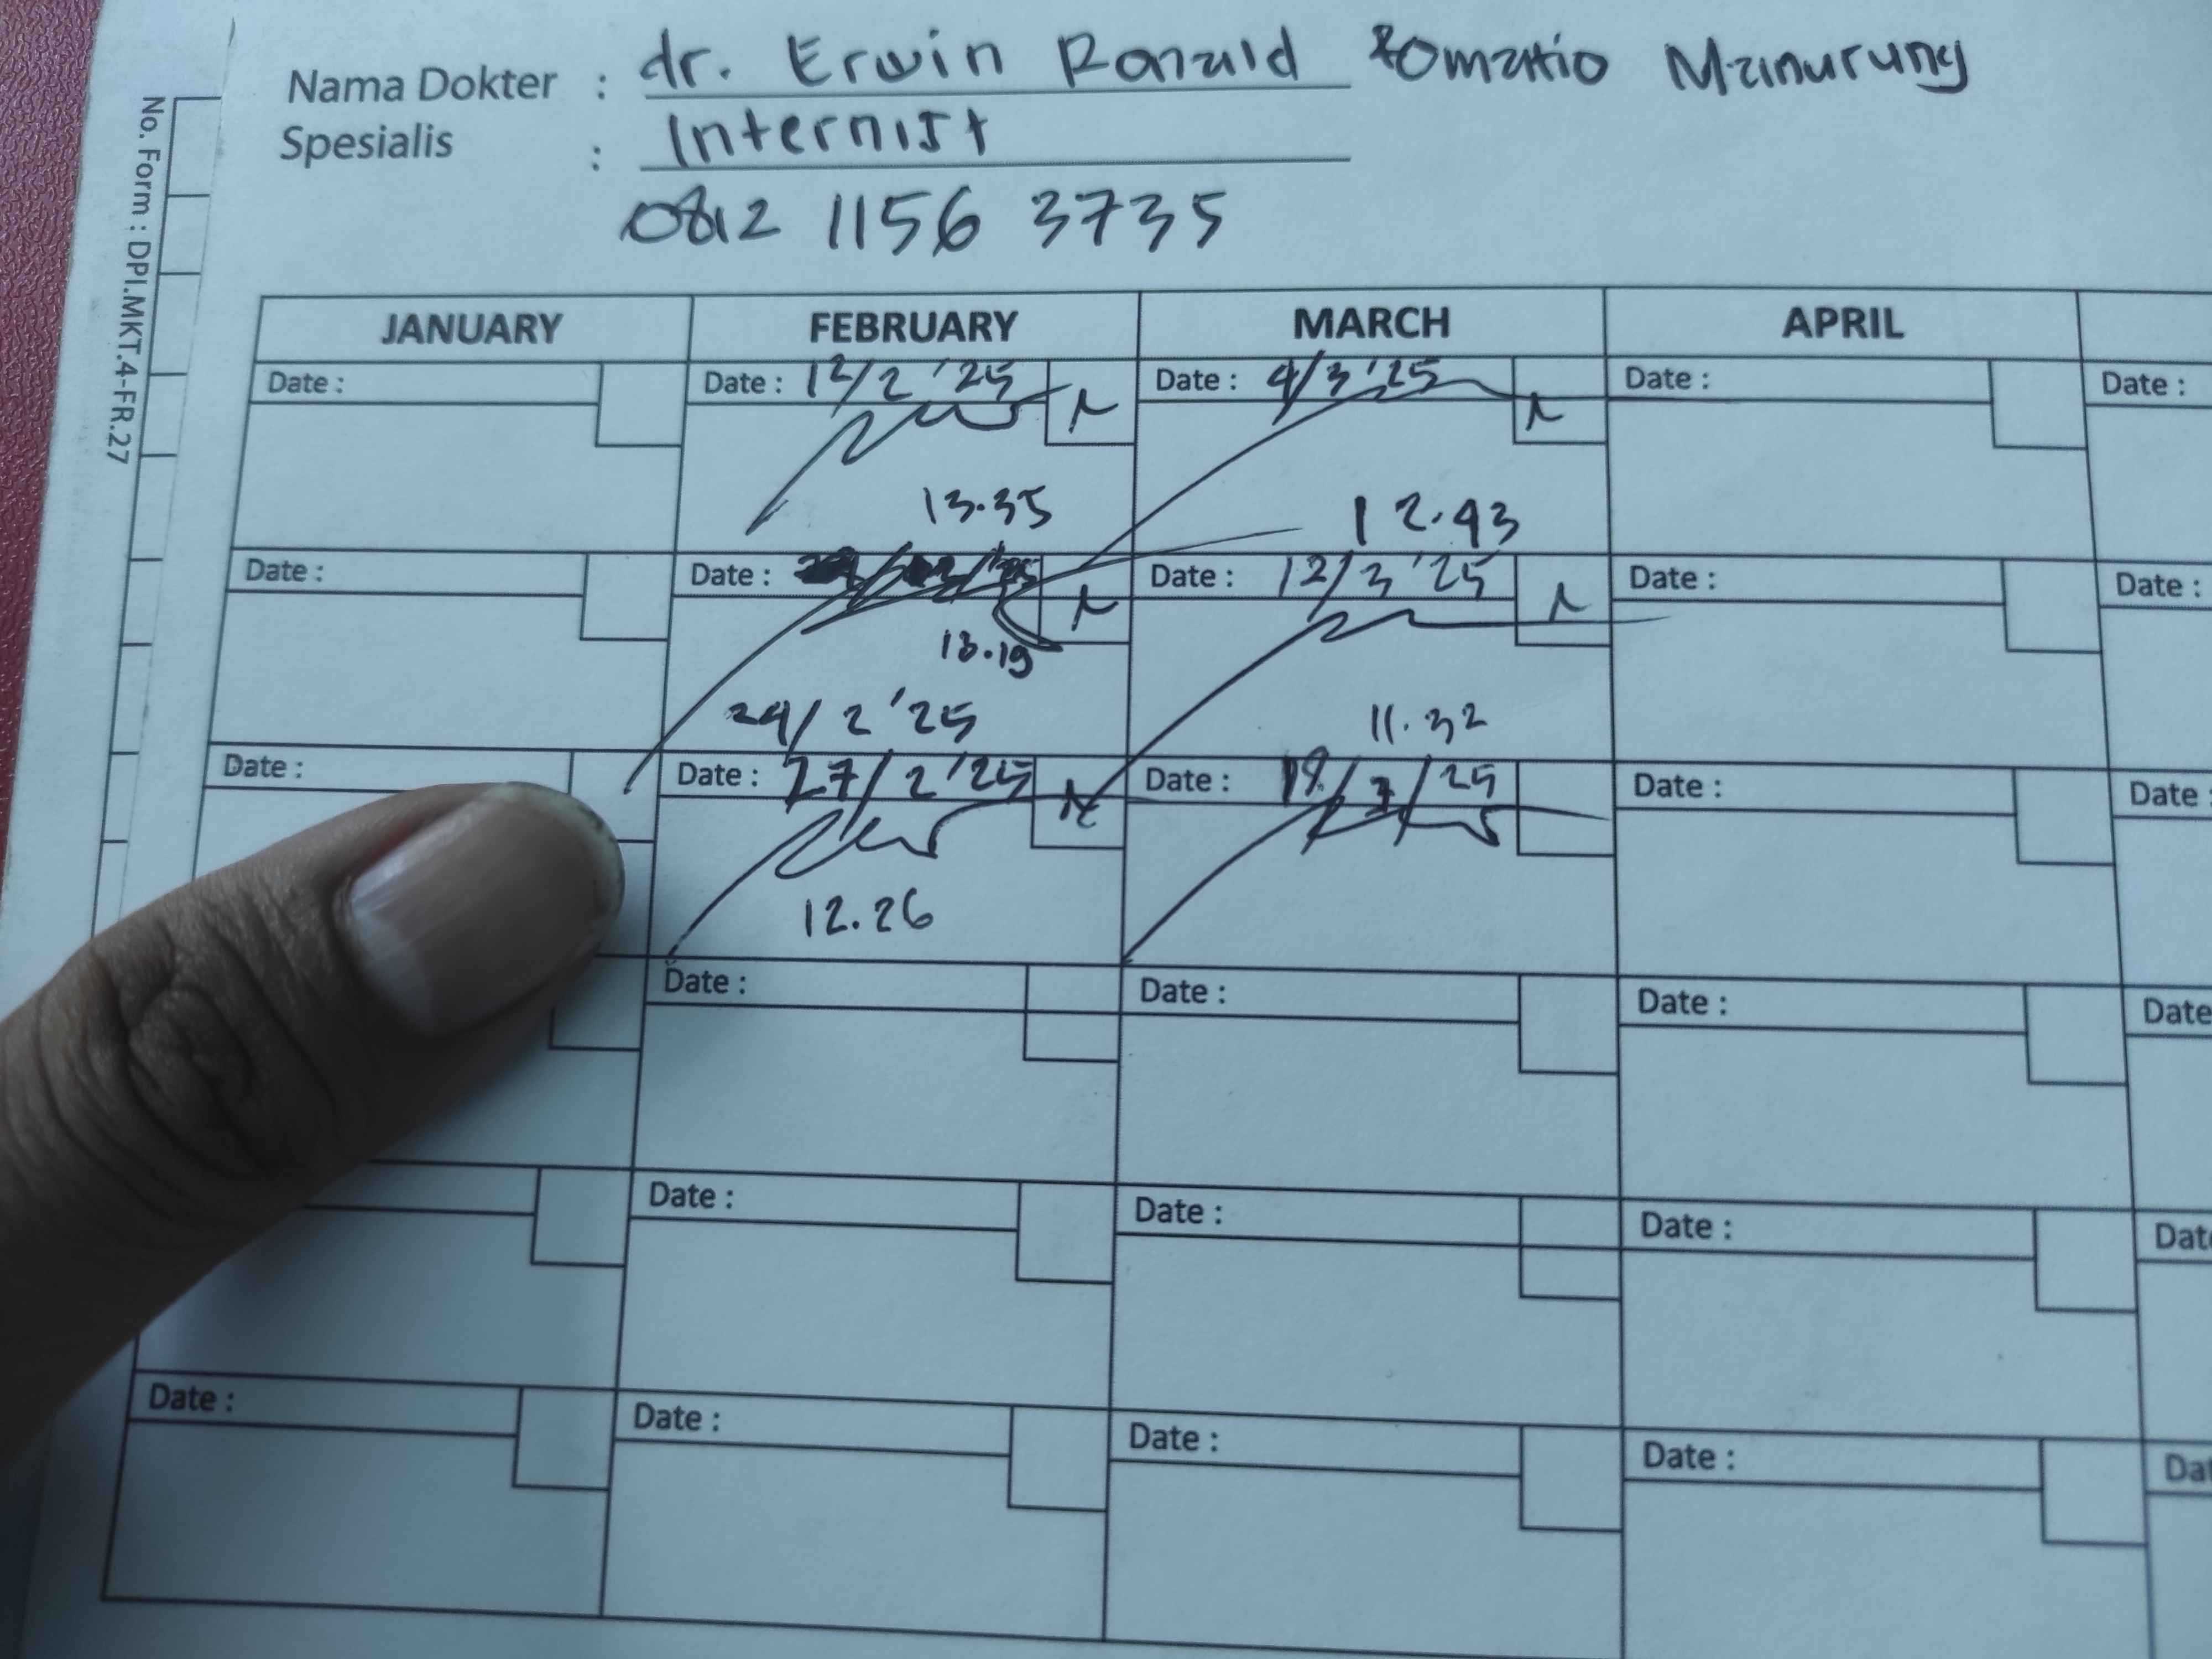 Nama Dokter : dr. Erwin Ronald Romatio Manurung
Spesialis : Internist
0812 1156 3735
No. Form : DPI.MKT.4-FR.27
JANUARY FEBRUARY MARCH APRIL
Date : Date : 12/2 '25 Date : 4/3 '25 Date : Date :
13.35 12.43
Date : Date : Date : 12/3 '25 Date : Date :
13.19
24/2 '25 11.32
Date : Date : 27/2 '25 Date : 19/3/25 Date : Date :
12.26
Date : Date : Date : Date
Date : Date : Date : Date
Date : Date : Date : Date : Dat